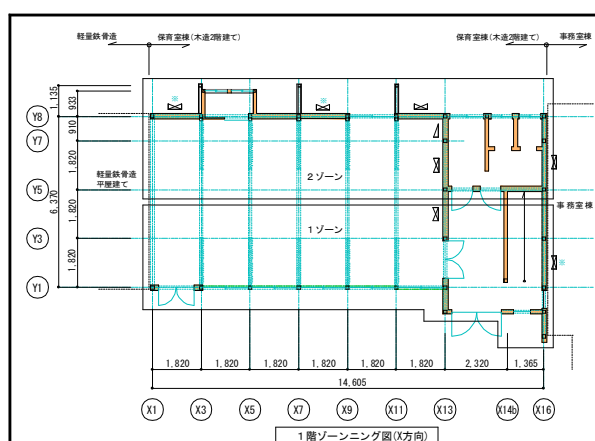 軽量鉄骨造
保育室棟(木造2階建て)
保育室棟(木造2階建て)
事務室棟
1,135
933
※
※
Y8
910
Y7
1,820
軽量鉄骨造
平屋建て
2ゾーン
Y5
6,370
1,820
事務室棟
1ゾーン
Y3
※
1,820
Y1
1,820
1,820
1,820
1,820
1,820
1,820
2,320
1,365
14,605
X1
X3
X5
X7
X9
X11
X13
X14b
X16
1階ゾーンニング図(X方向)